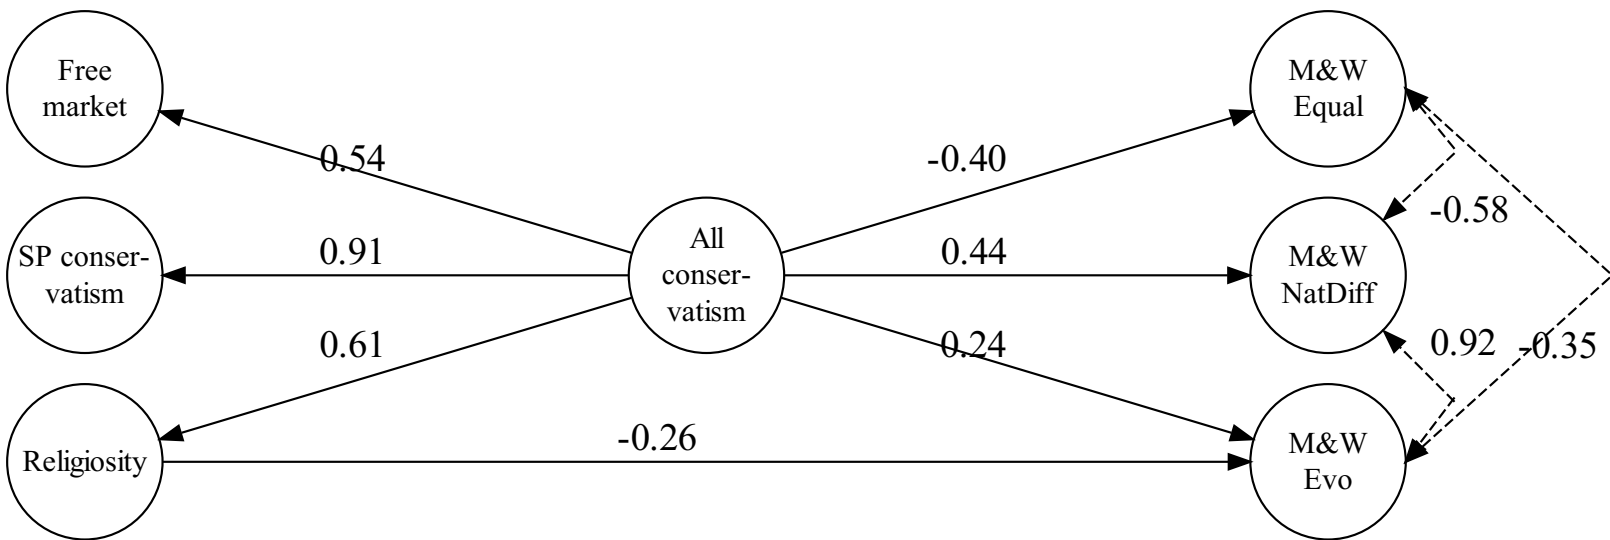 Free
market
SP conser-
vatism
Religiosity
0.54
0.91
0.61
-0.26
All
conser-
vatism
-0.40
0.44
0.24
M&W
Equal
M&W
NatDiff
M&W
Evo
-0.58
0.92
-0.35